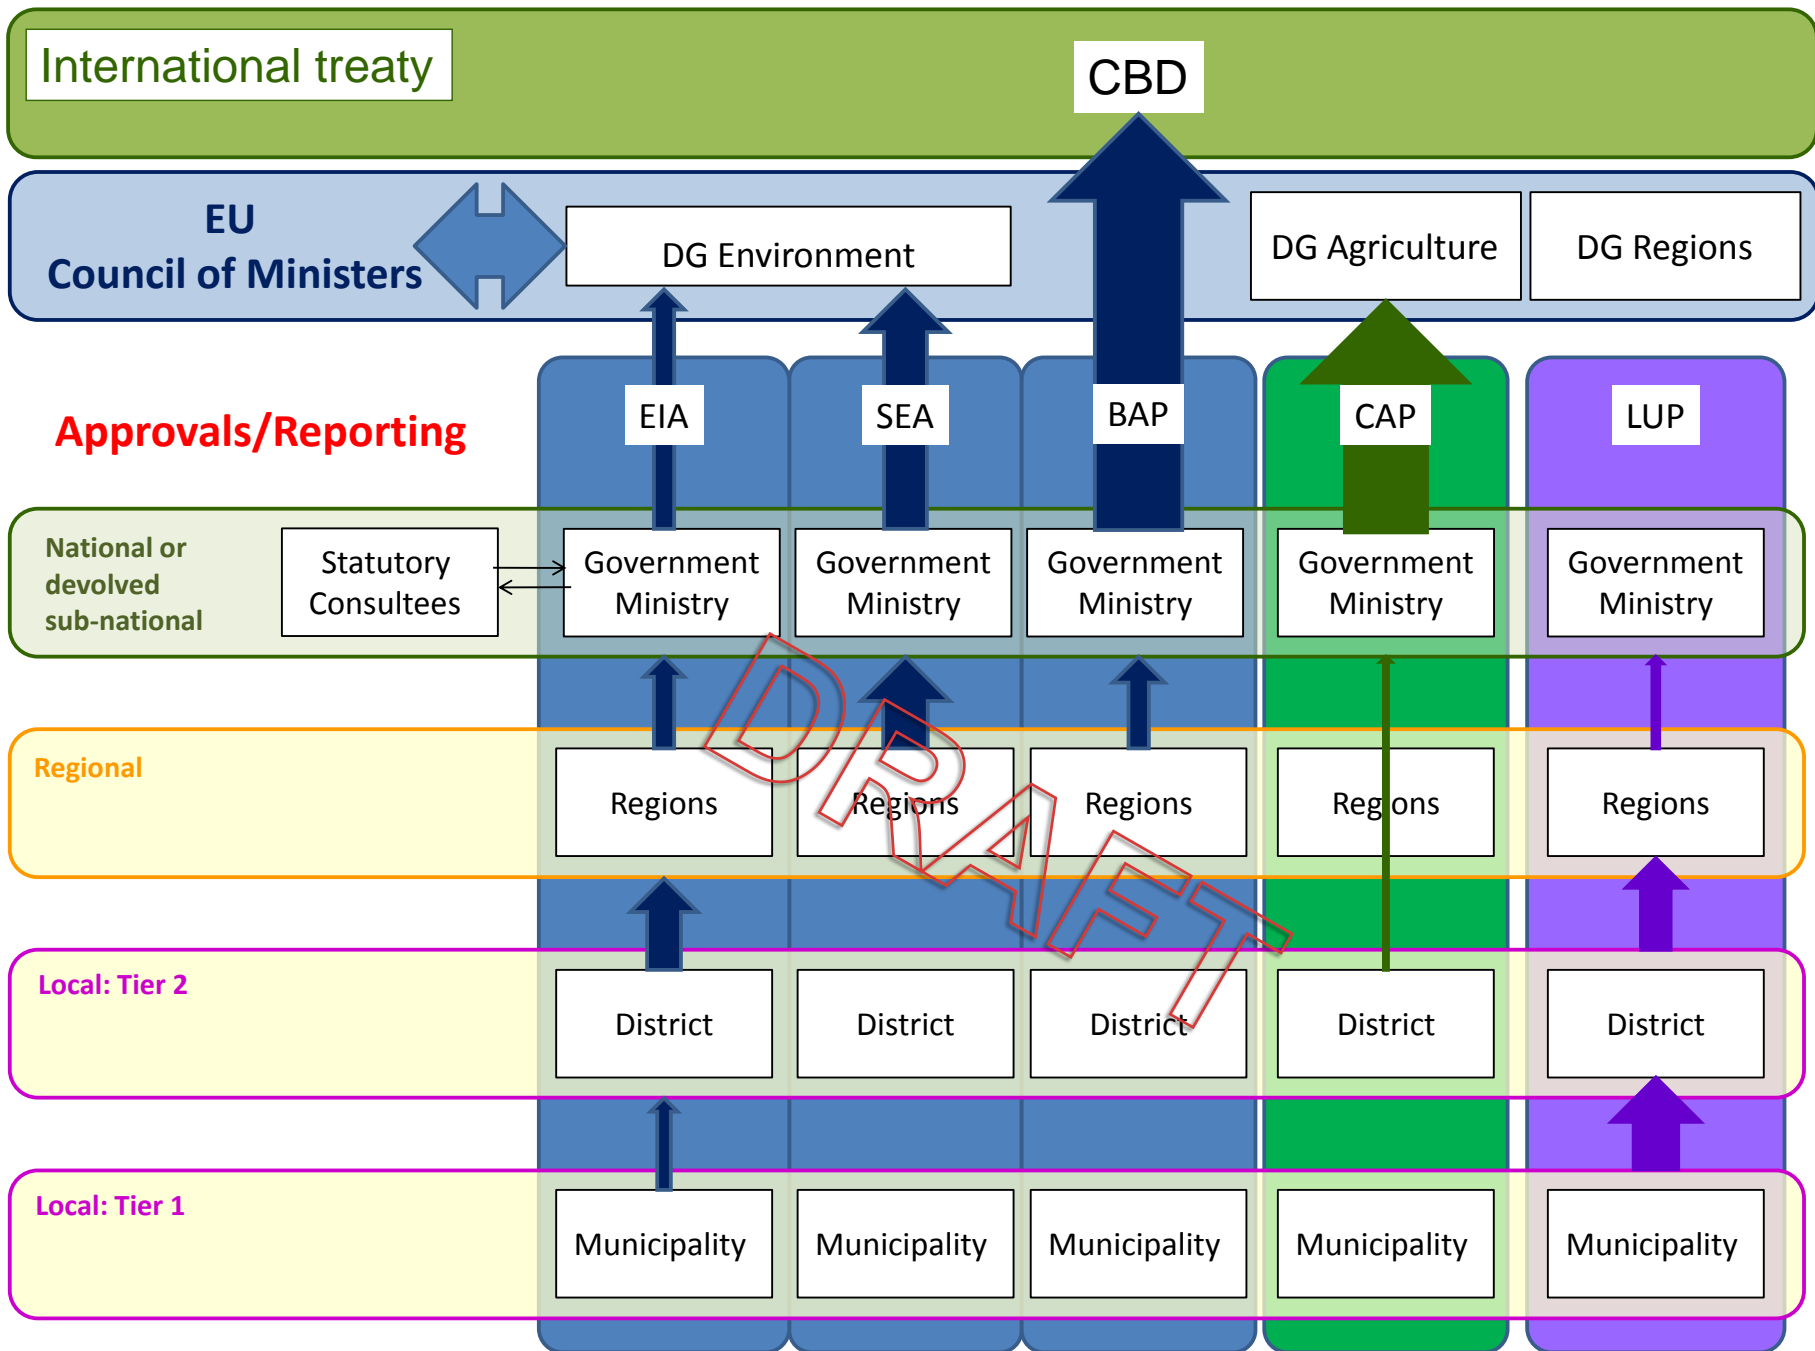 International treaty
CBD
EU
Council of Ministers
DG Environment
DG Agriculture
DG Regions
Approvals/Reporting
EIA
SEA
BAP
CAP
LUP
National or
devolved
sub-national
Statutory
Consultees
Government
Ministry
Government
Ministry
Government
Ministry
Government
Ministry
Government
Ministry
DRAFT
Regional
Regions
Regions
Regions
Regions
Regions
Local: Tier 2
District
District
District
District
District
Local: Tier 1
Municipality
Municipality
Municipality
Municipality
Municipality